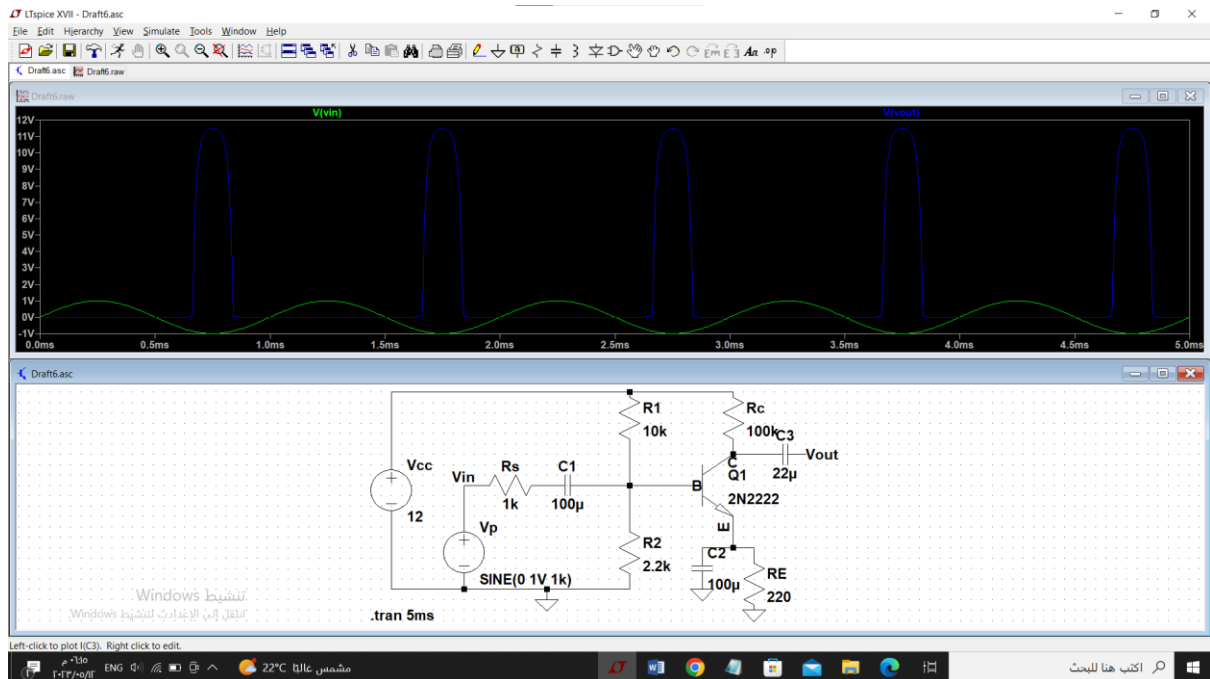 LTspice XVII - Draft6.asc
File Edit Hierarchy View Simulate Tools Window Help
Draft6.asc Draft6.raw
Draft6.raw
V(vin) V(vout)
12V
11V
10V
9V
8V
7V
6V
5V
4V
3V
2V
1V
0V
-1V
0.0ms 0.5ms 1.0ms 1.5ms 2.0ms 2.5ms 3.0ms 3.5ms 4.0ms 4.5ms 5.0ms
Draft6.asc
R1
10k
Rc
100k
C3
22µ
Vout
C
Q1
2N2222
B
E
Vcc
12
Vin
Rs
1k
C1
100µ
Vp
SINE(0 1V 1k)
R2
2.2k
C2
100µ
RE
220
.tran 5ms
تنشيط Windows
انتقل إلى الإعدادات لتنشيط Windows.
Left-click to plot I(C3). Right click to edit.
ENG
22°C مشمس غالبًا
اكتب هنا للبحث